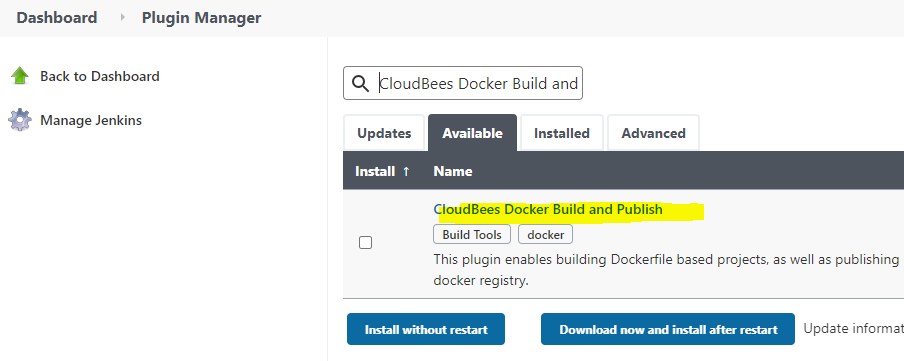 Dashboard Plugin Manager
Back to Dashboard
Manage Jenkins
CloudBees Docker Build and
Updates Available Installed Advanced
Install ↑ Name
CloudBees Docker Build and Publish
Build Tools docker
This plugin enables building Dockerfile based projects, as well as publishing
docker registry.
Install without restart Download now and install after restart Update informat